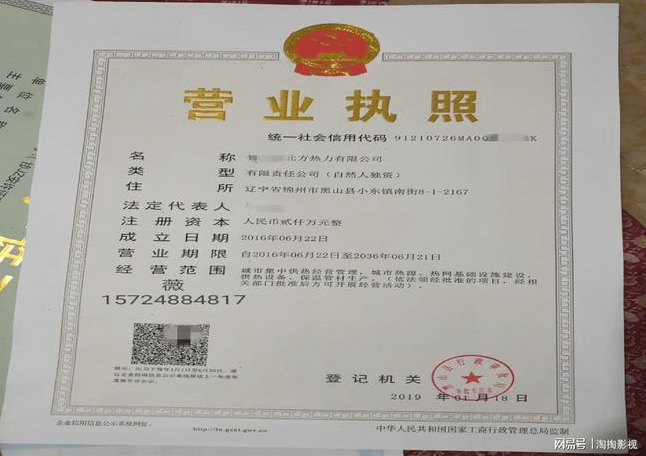 营业执照
统一社会信用代码 91210726MA0
名称 北方热力有限公司
类型 有限责任公司（自然人独资）
住所 辽宁省锦州市黑山县小东镇南街8-1-2167
法定代表人
注册资本 人民币贰仟万元整
成立日期 2016年06月22日
营业期限 自2016年06月22日至2036年06月21日
经营范围 城市集中供热经营管理，城市热源、热网基础设施建设，
供热设备、保温管材生产，（依法须经批准的项目，经相
关部门批准后方可开展经营活动）。
薇
15724884817
登记机关
2019 年 01月 18日
企业信用信息公示系统网址：
http://ln.gsxt.gov.cn/
中华人民共和国国家工商行政管理总局监制
网易号 | 淘掏影视